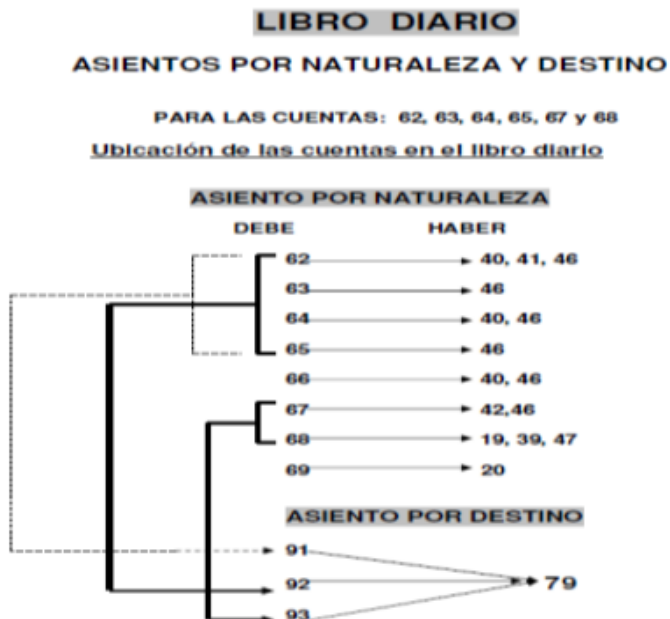 LIBRO DIARIO
ASIENTOS POR NATURALEZA Y DESTINO
PARA LAS CUENTAS: 62, 63, 64, 65, 67 y 68
Ubicación de las cuentas en el libro diario
ASIENTO POR NATURALEZA
DEBE HABER
62 40, 41, 46
63 46
64 40, 46
65 46
66 40, 46
67 42,46
68 19, 39, 47
69 20
ASIENTO POR DESTINO
91
92 79
93